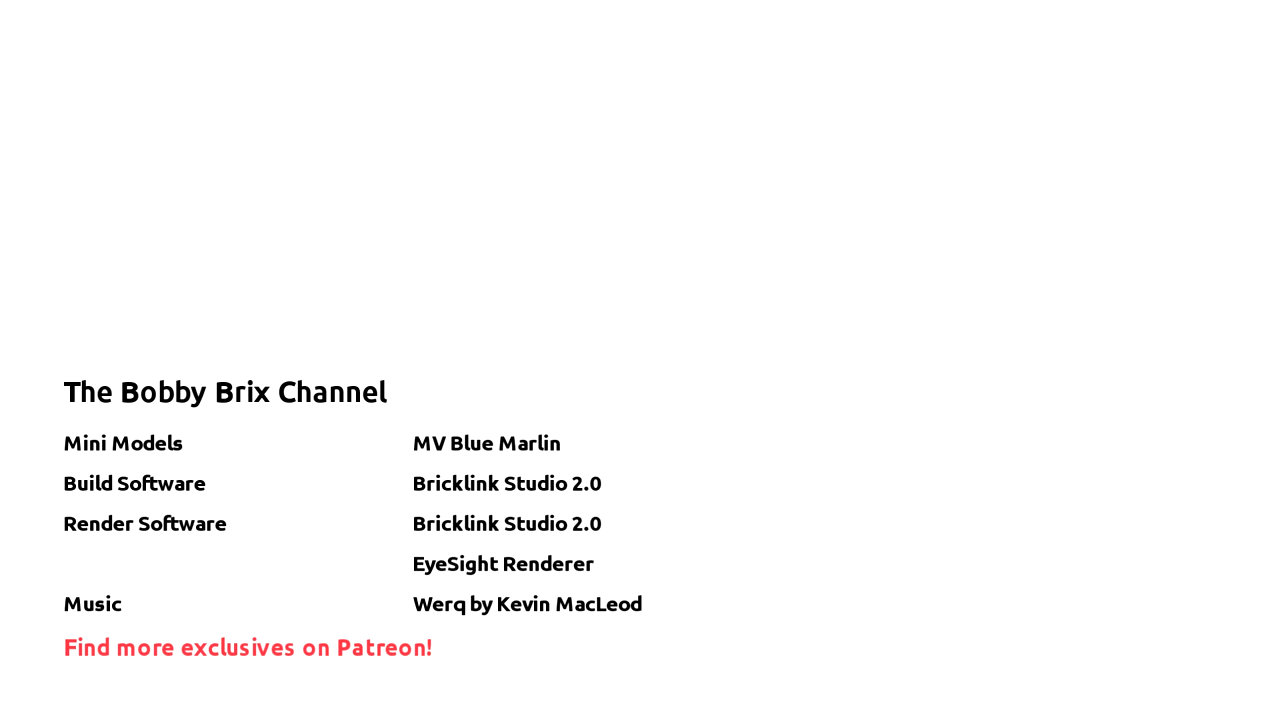 The Bobby Brix Channel
Mini Models MV Blue Marlin
Build Software Bricklink Studio 2.0
Render Software Bricklink Studio 2.0
EyeSight Renderer
Music Werq by Kevin MacLeod
Find more exclusives on Patreon!